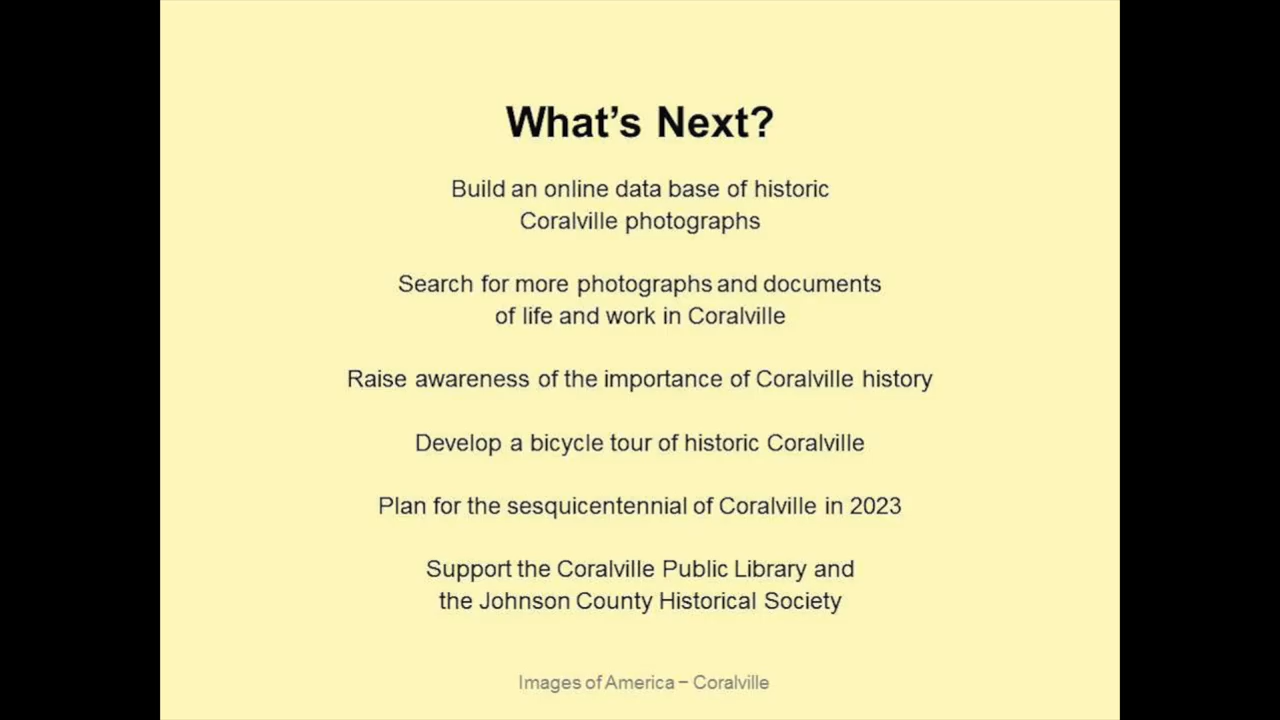 What's Next?
Build an online data base of historic
Coralville photographs
Search for more photographs and documents
of life and work in Coralville
Raise awareness of the importance of Coralville history
Develop a bicycle tour of historic Coralville
Plan for the sesquicentennial of Coralville in 2023
Support the Coralville Public Library and
the Johnson County Historical Society
Images of America – Coralville